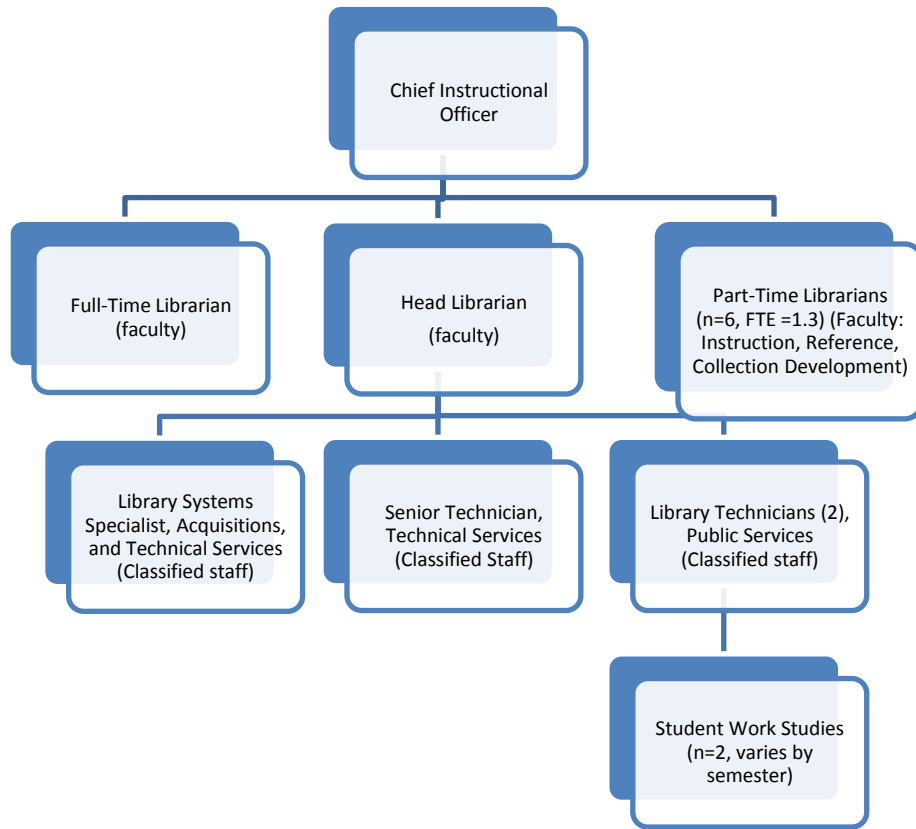 Chief Instructional
Officer
Full-Time Librarian
(faculty)
Head Librarian
(faculty)
Part-Time Librarians
(n=6, FTE =1.3) (Faculty:
Instruction, Reference,
Collection Development)
Library Systems
Specialist, Acquisitions,
and Technical Services
(Classified staff)
Senior Technician,
Technical Services
(Classified Staff)
Library Technicians (2),
Public Services
(Classified staff)
Student Work Studies
(n=2, varies by
semester)